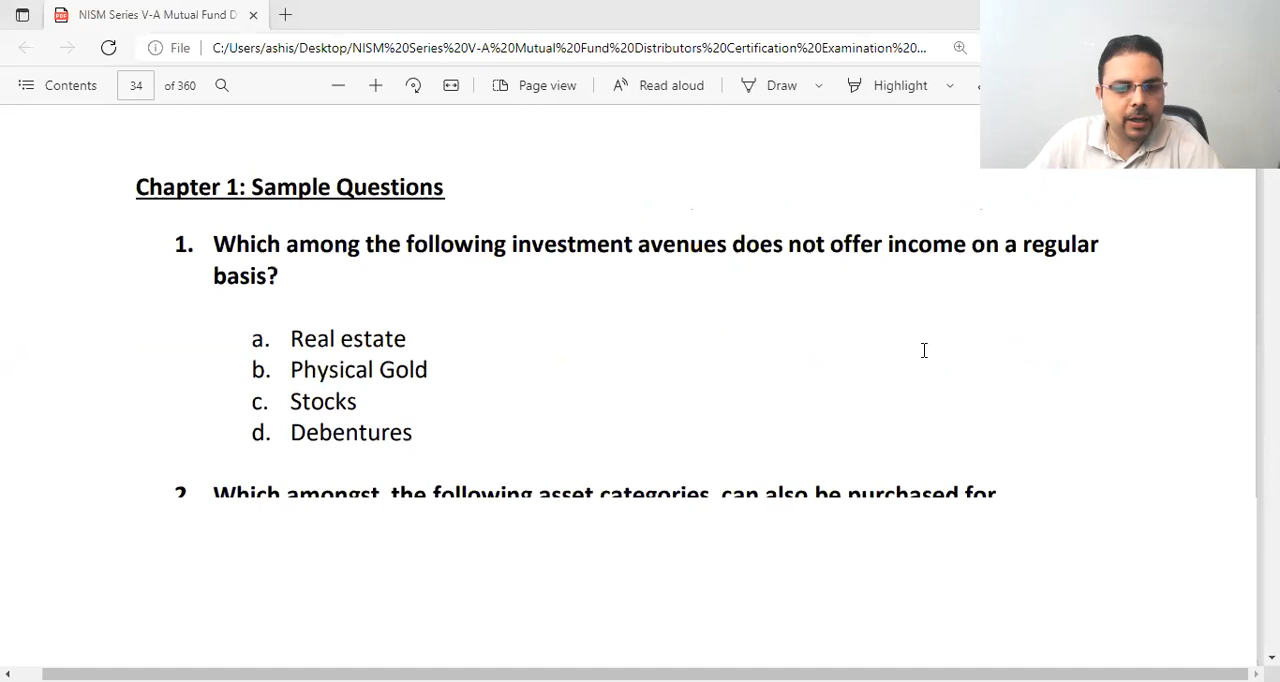 NISM Series V-A Mutual Fund D
File
C:/Users/ashis/Desktop/NISM%20Series%20V-A%20Mutual%20Fund%20Distributors%20Certification%20Examination%20...
Contents
34 of 360
Page view
Read aloud
Draw
Highlight
Chapter 1: Sample Questions
1. Which among the following investment avenues does not offer income on a regular
basis?
a. Real estate
b. Physical Gold
c. Stocks
d. Debentures
2. Which amongst the following asset categories can also be purchased for